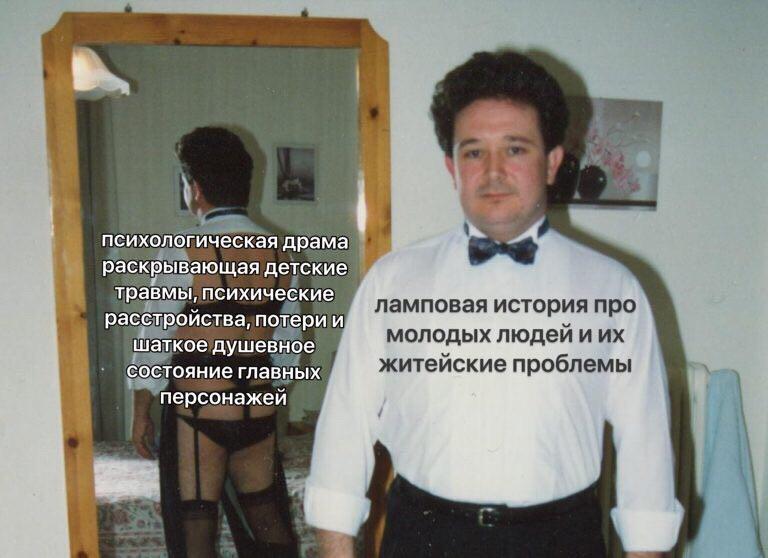 психологическая драма
раскрывающая детские
травмы, психические
расстройства, потери и
шаткое душевное
состояние главных
персонажей
ламповая история про
молодых людей и их
житейские проблемы